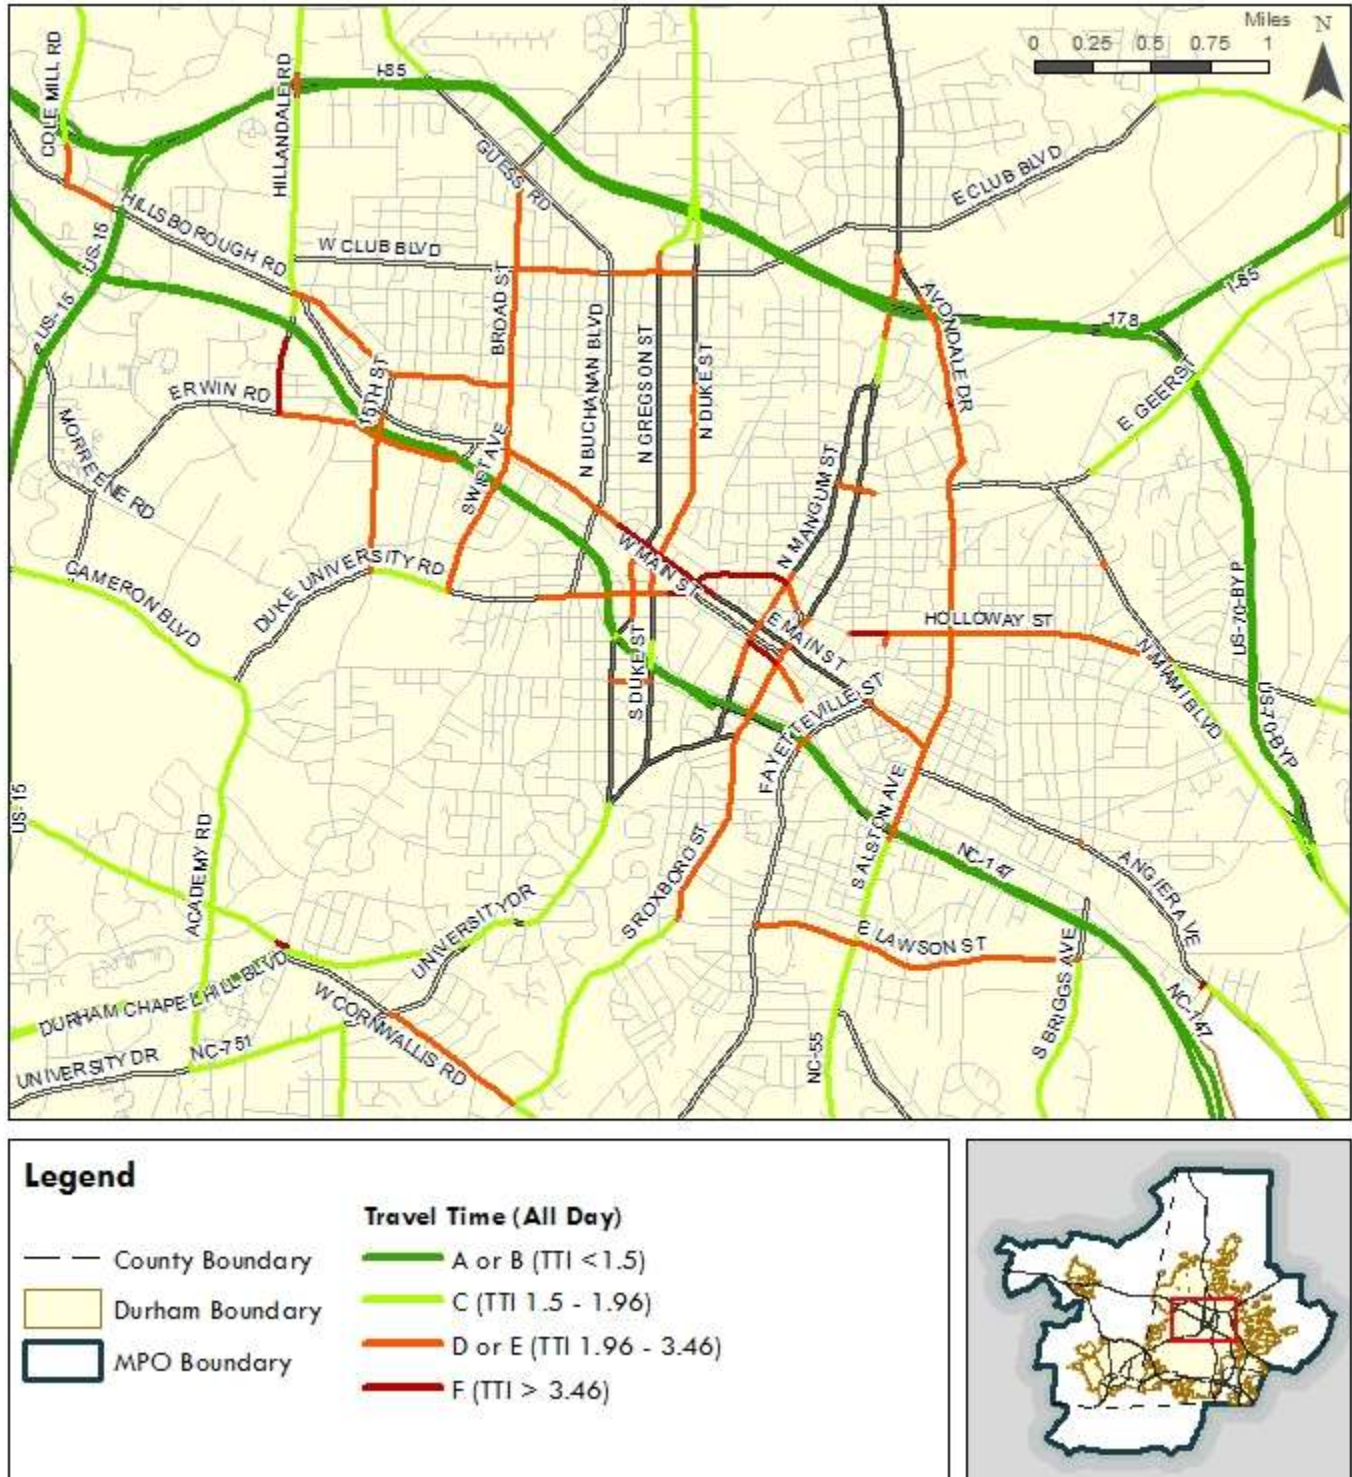 Miles
N
0 0.25 0.5 0.75 1
COLE MILL RD
HILLANDALE RD
I-85
GUESS RD
E CLUB BLVD
HILLSBOROUGH RD
W CLUB BLVD
US-15
US-15
BROAD ST
N BUCHANAN BLVD
N GREGSON ST
N DUKE ST
AVONDALE DR
178
I-85
ERWIN RD
15TH ST
E GEER ST
MORREENE RD
SWIFT AVE
N MANGUM ST
W MAIN ST
CAMERON BLVD
DUKE UNIVERSITY RD
HOLLOWAY ST
E MAIN ST
US-70-BYP
N MIAMI BLVD
S DUKE ST
FAYETTEVILLE ST
US-70-BYP
US-15
ACADEMY RD
S ALSTON AVE
NC-147
ANGIER AVE
S ROXBORO ST
UNIVERSITY DR
E LAWSON ST
S BRIGGS AVE
DURHAM CHAPEL HILL BLVD
W CORNWALLIS RD
NC-147
UNIVERSITY DR
NC-751
NC-55
Legend
County Boundary
Durham Boundary
MPO Boundary
Travel Time (All Day)
A or B (TTI <1.5)
C (TTI 1.5 - 1.96)
D or E (TTI 1.96 - 3.46)
F (TTI > 3.46)